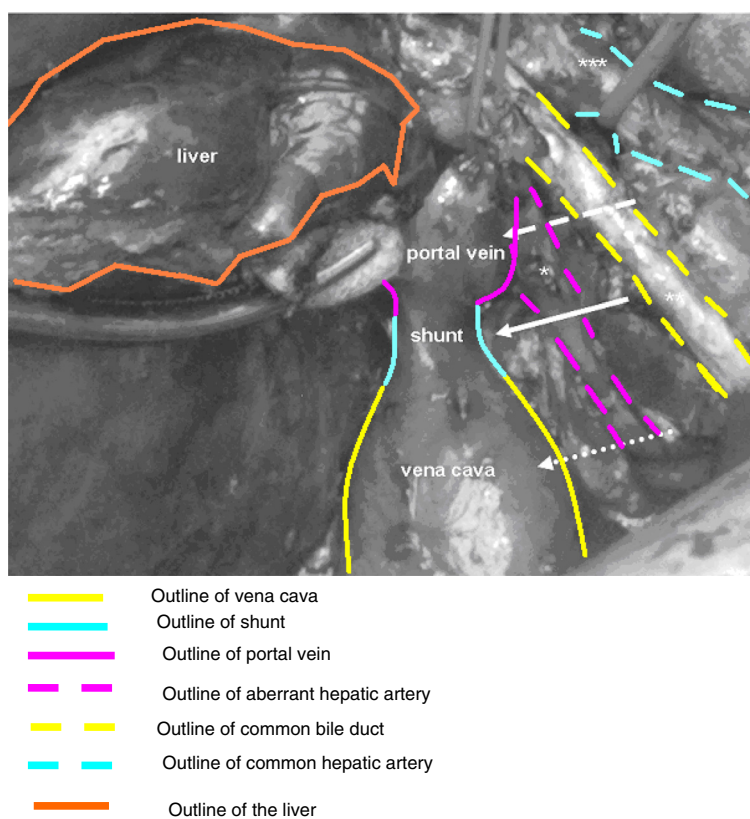 ***
liver
portal vein
*
**
shunt
vena cava
Outline of vena cava
Outline of shunt
Outline of portal vein
Outline of aberrant hepatic artery
Outline of common bile duct
Outline of common hepatic artery
Outline of the liver